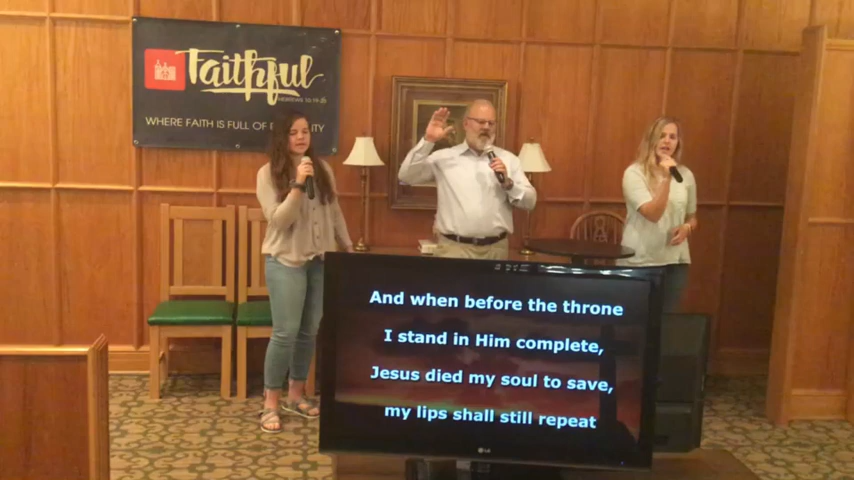 Faithful
HEBREWS 10:19-25
WHERE FAITH IS FULL OF
And when before the throne
I stand in Him complete,
Jesus died my soul to save,
my lips shall still repeat
LG